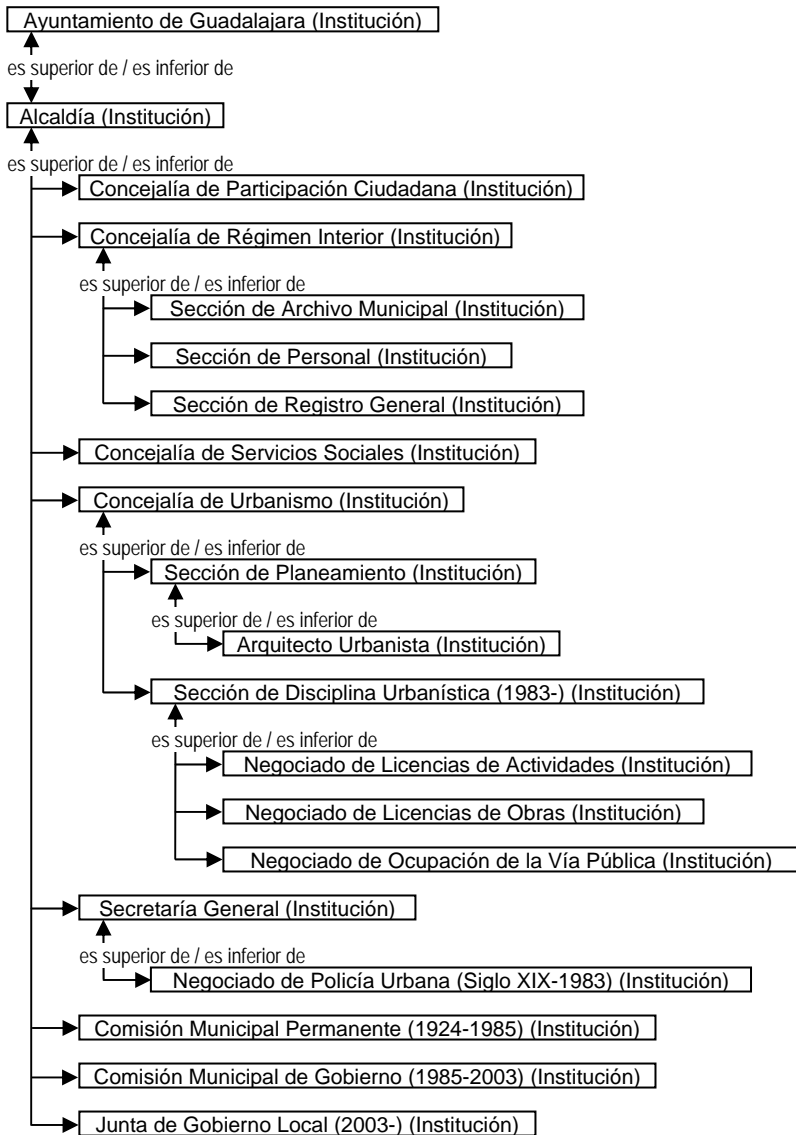 Ayuntamiento de Guadalajara (Institución)
es superior de / es inferior de
Alcaldía (Institución)
es superior de / es inferior de
Concejalía de Participación Ciudadana (Institución)
Concejalía de Régimen Interior (Institución)
es superior de / es inferior de
Sección de Archivo Municipal (Institución)
Sección de Personal (Institución)
Sección de Registro General (Institución)
Concejalía de Servicios Sociales (Institución)
Concejalía de Urbanismo (Institución)
es superior de / es inferior de
Sección de Planeamiento (Institución)
es superior de / es inferior de
Arquitecto Urbanista (Institución)
Sección de Disciplina Urbanística (1983-) (Institución)
es superior de / es inferior de
Negociado de Licencias de Actividades (Institución)
Negociado de Licencias de Obras (Institución)
Negociado de Ocupación de la Vía Pública (Institución)
Secretaría General (Institución)
es superior de / es inferior de
Negociado de Policía Urbana (Siglo XIX-1983) (Institución)
Comisión Municipal Permanente (1924-1985) (Institución)
Comisión Municipal de Gobierno (1985-2003) (Institución)
Junta de Gobierno Local (2003-) (Institución)